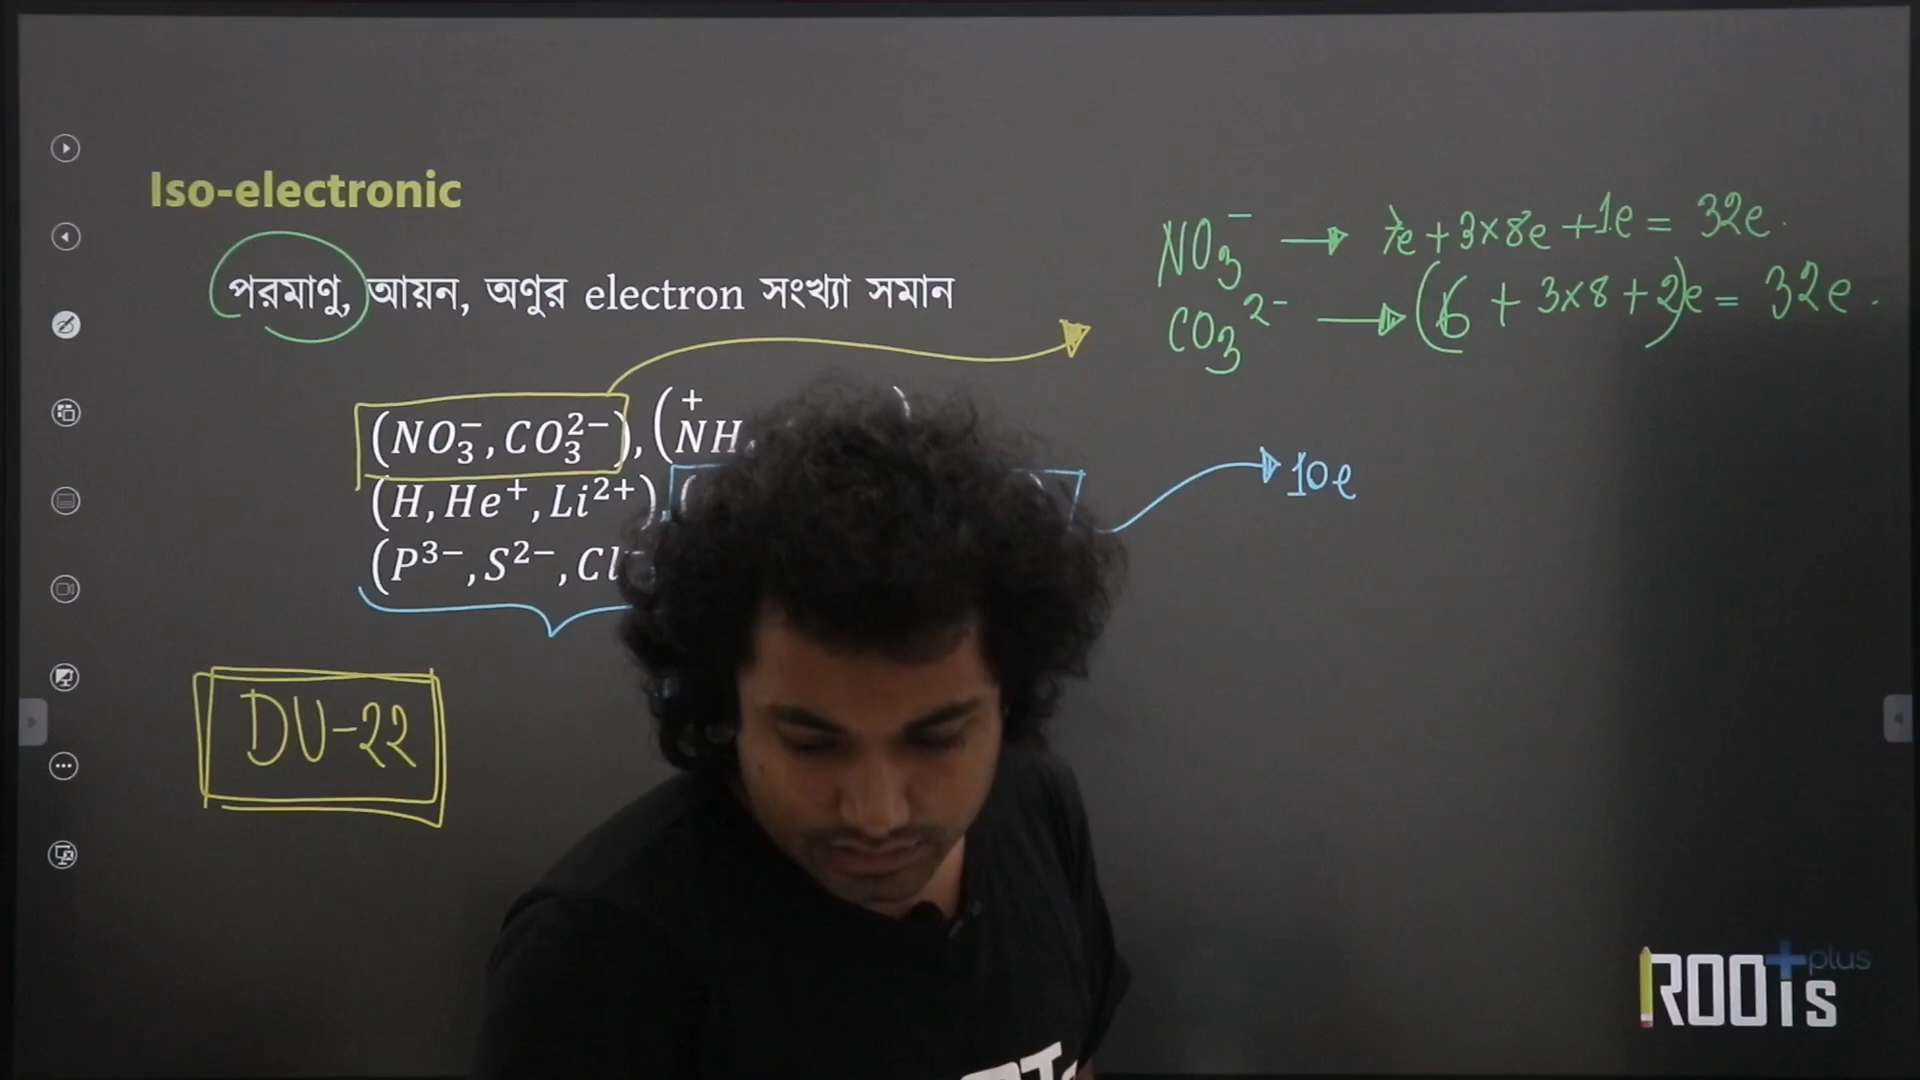 Iso-electronic
পরমাণু, আয়ন, অণুর electron সংখ্যা সমান
NO₃⁻ → 7e + 3×8e + 1e = 32e.
CO₃²⁻ → (6 + 3×8 + 2)e = 32e.
(NO₃⁻, CO₃²⁻), (N⁺H
(H, He⁺, Li²⁺), (
→ 10e
(P³⁻, S²⁻, Cl
DU-22
ROOTs plus